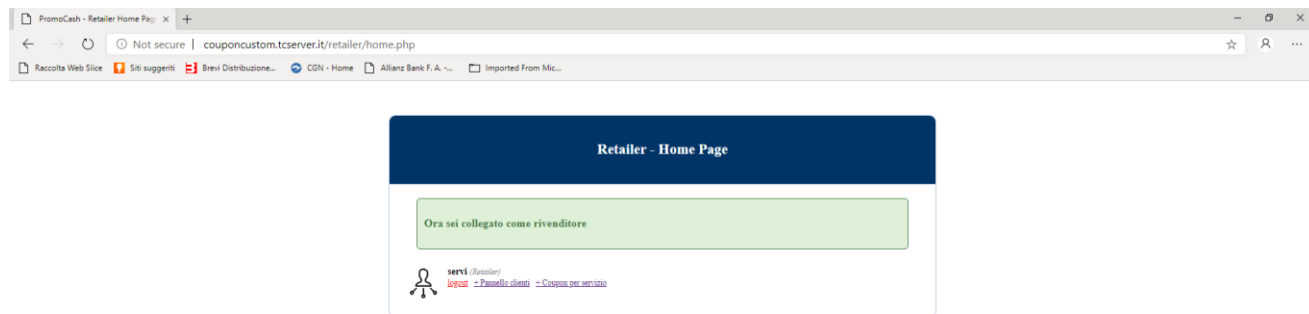 PromoCash - Retailer Home Pag
Not secure | couponcustom.tcserver.it/retailer/home.php
Raccolta Web Slice Siti suggeriti Brevi Distribuzione... CGN - Home Allianz Bank F. A. -... Imported From Mic...
Retailer - Home Page
Ora sei collegato come rivenditore
servi (Retailer)
logout + Pannello clienti + Coupon per servizio